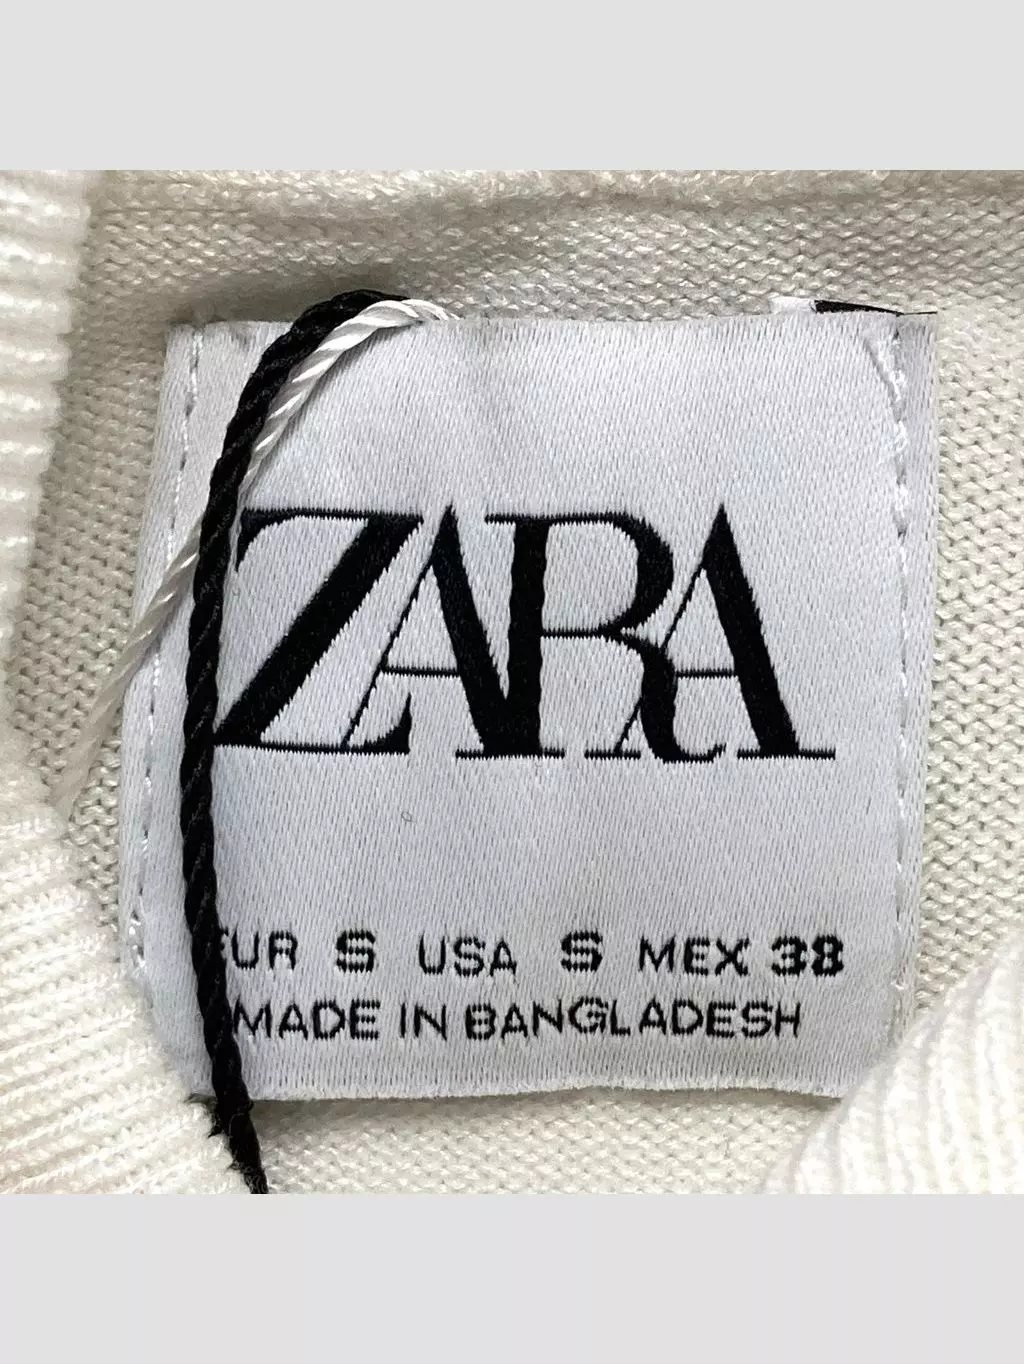 ZARA
EUR S USA S MEX 38
MADE IN BANGLADESH